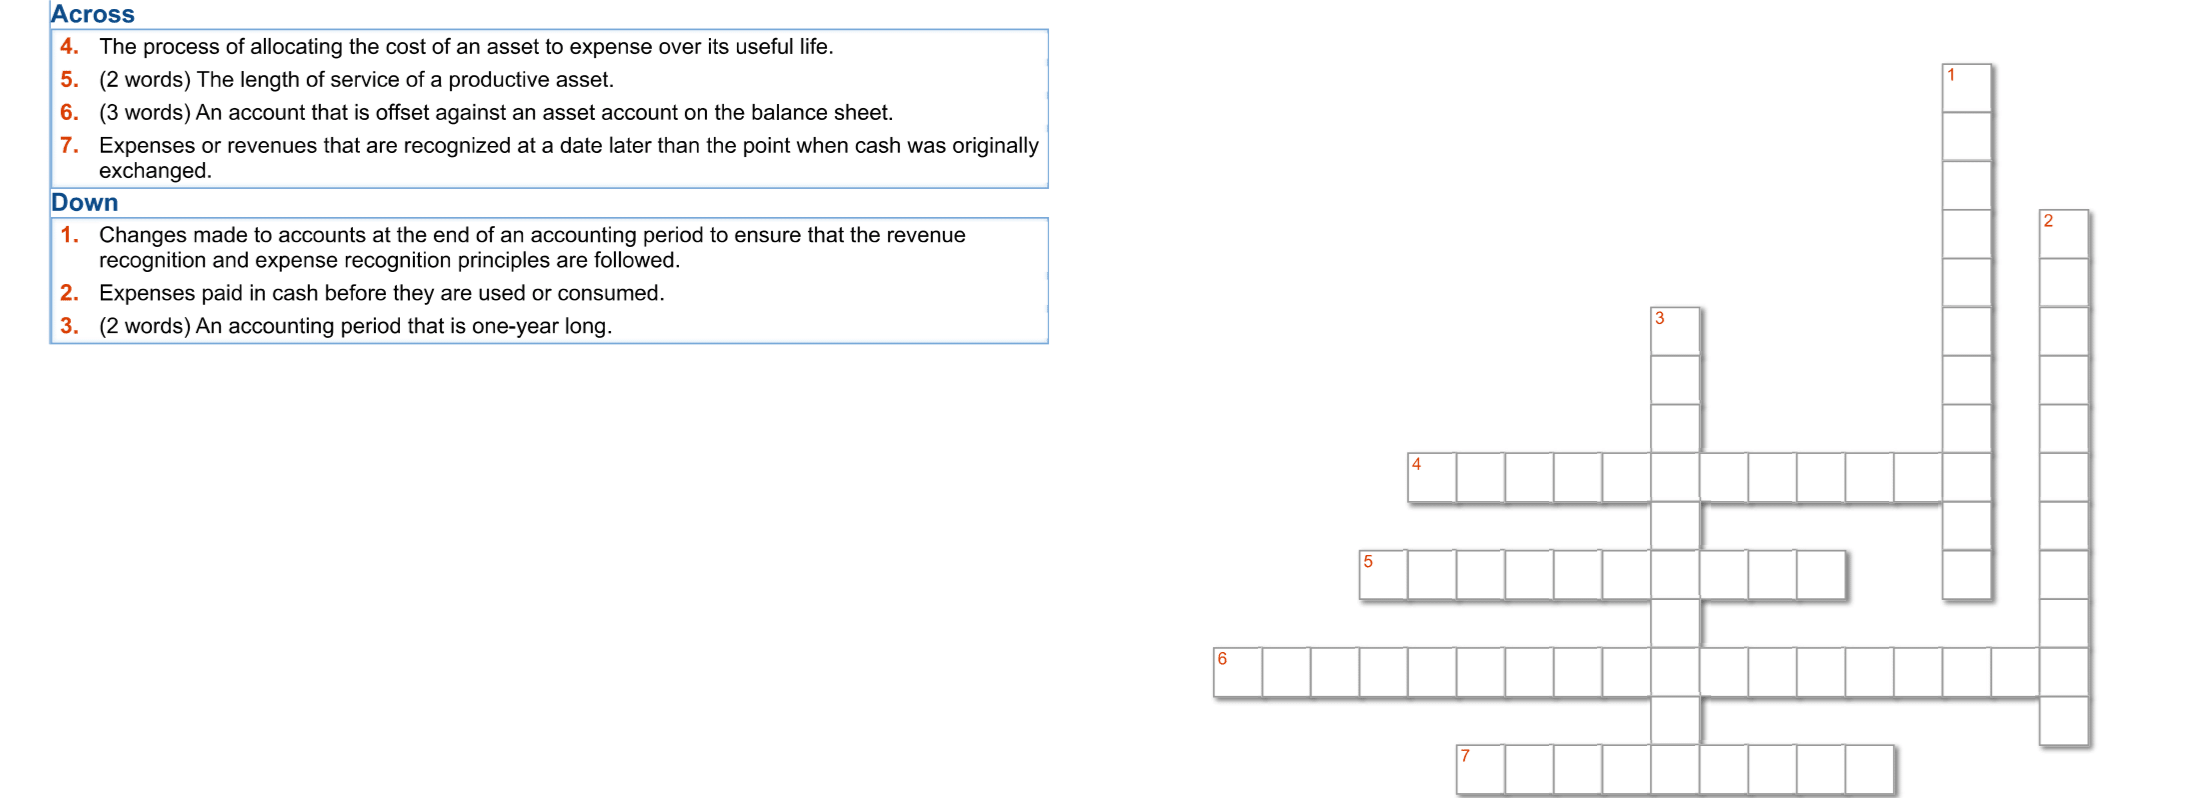 Across
4. The process of allocating the cost of an asset to expense over its useful life.
5. (2 words) The length of service of a productive asset.
6. (3 words) An account that is offset against an asset account on the balance sheet.
7. Expenses or revenues that are recognized at a date later than the point when cash was originally
exchanged.
Down
1. Changes made to accounts at the end of an accounting period to ensure that the revenue
recognition and expense recognition principles are followed.
2. Expenses paid in cash before they are used or consumed.
3. (2 words) An accounting period that is one-year long.
1
2
3
4
5
6
7